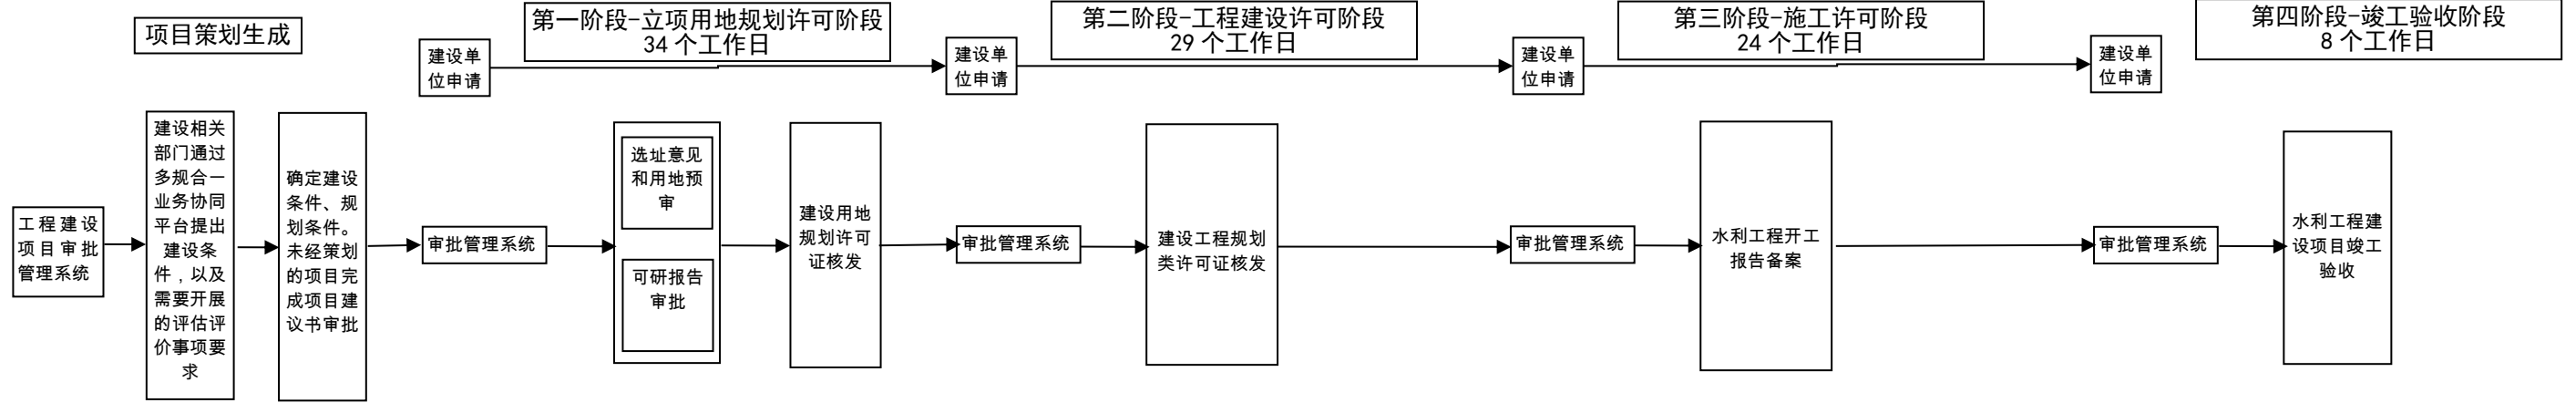 项目策划生成
第一阶段-立项用地规划许可阶段
34 个工作日
第二阶段-工程建设许可阶段
29 个工作日
第三阶段-施工许可阶段
24 个工作日
第四阶段-竣工验收阶段
8 个工作日
建设单
位申请
建设单
位申请
建设单
位申请
建设单
位申请
工程建设
项目审批
管理系统
建设相关
部门通过
多规合一
业务协同
平台提出
建设条
件，以及
需要开展
的评估评
价事项要
求
确定建设
条件、规
划条件。
未经策划
的项目完
成项目建
议书审批
审批管理系统
选址意见
和用地预
审
可研报告
审批
建设用地
规划许可
证核发
审批管理系统
建设工程规划
类许可证核发
审批管理系统
水利工程开工
报告备案
审批管理系统
水利工程建
设项目竣工
验收